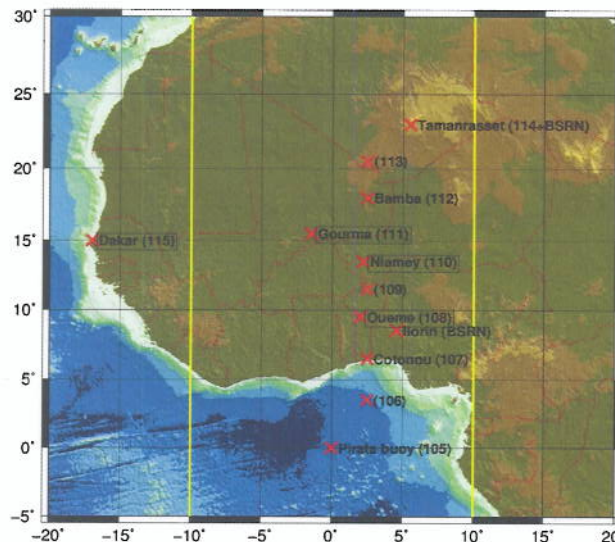 30°
25°
Tamanrasset (114+BSRN)
20°
(113)
Bamba (112)
15°
Dakar (115)
Gourma (111)
Niamey (110)
(109)
10°
Oueme (108)
Ilorin (BSRN)
Cotonou (107)
5°
(106)
0°
Pirata buoy (105)
-5°
-20° -15° -10° -5° 0° 5° 10° 15° 20°